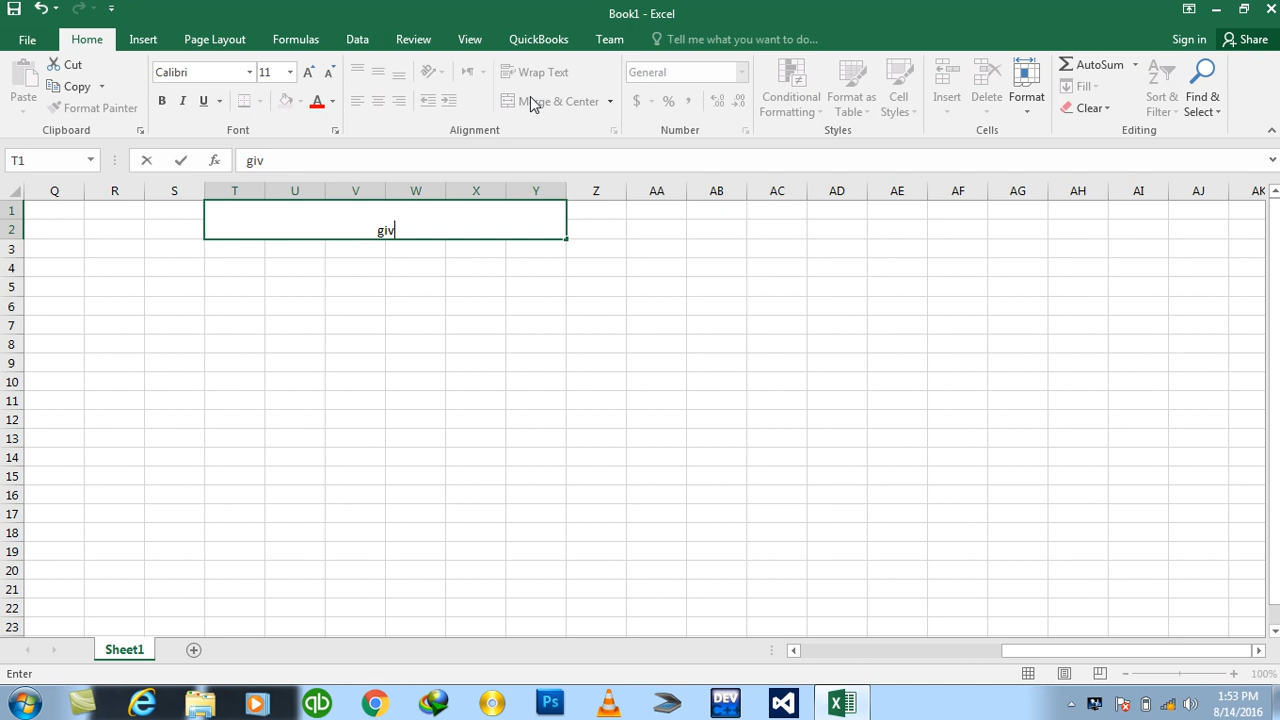 Book1 - Excel
File Home Insert Page Layout Formulas Data Review View QuickBooks Team Tell me what you want to do... Sign in Share
Paste Cut Copy Format Painter Clipboard
Calibri 11 A A B I U A Font
Wrap Text Merge & Center Alignment
General $ % , Number
Conditional Formatting Format as Table Cell Styles Styles
Insert Delete Format Cells
AutoSum Fill Clear Sort & Filter Find & Select Editing
T1 fx giv
Q R S T U V W X Y Z AA AB AC AD AE AF AG AH AI AJ AK
1
2 giv
3
4
5
6
7
8
9
10
11
12
13
14
15
16
17
18
19
20
21
22
23
Sheet1
Enter 100%
qb Ps DEV
1:53 PM
8/14/2016